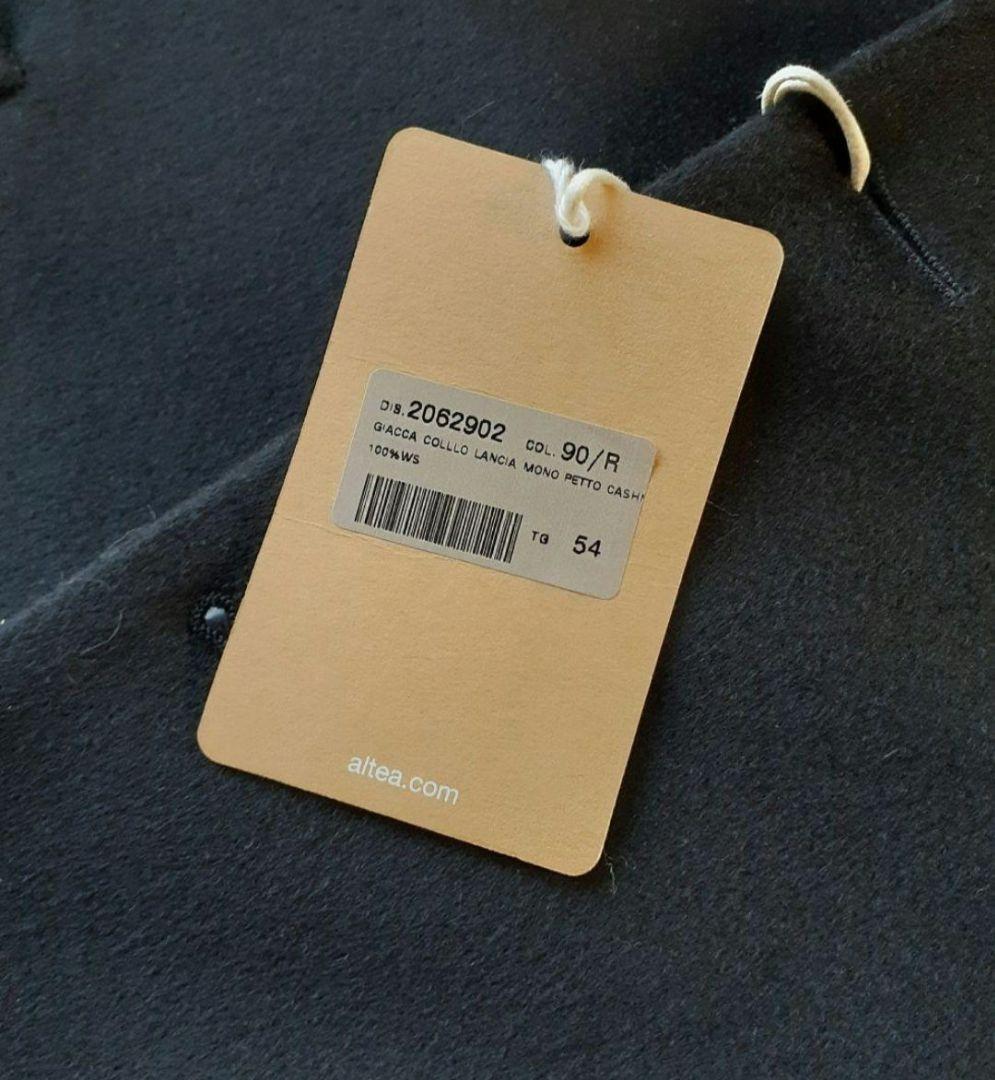 DIS. 2062902 COL. 90/R
GIACCA COLLLO LANCIA MONO PETTO CASH
100%WS
TG 54
altea.com